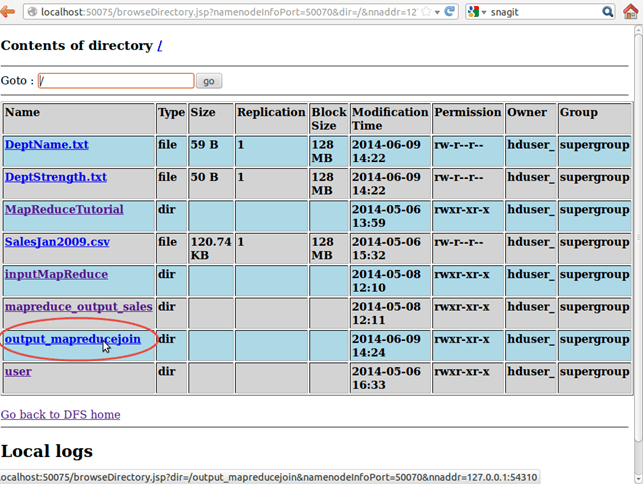 localhost:50075/browseDirectory.jsp?namenodeInfoPort=50070&dir=/&nnaddr=12 snagit
Contents of directory /
Goto : / go
Name Type Size Replication Block Size Modification Time Permission Owner Group
DeptName.txt file 59 B 1 128 MB 2014-06-09 14:22 rw-r--r-- hduser_ supergroup
DeptStrength.txt file 50 B 1 128 MB 2014-06-09 14:22 rw-r--r-- hduser_ supergroup
MapReduceTutorial dir 2014-05-06 13:59 rwxr-xr-x hduser_ supergroup
SalesJan2009.csv file 120.74 KB 1 128 MB 2014-05-06 15:32 rw-r--r-- hduser_ supergroup
inputMapReduce dir 2014-05-08 12:10 rwxr-xr-x hduser_ supergroup
mapreduce_output_sales dir 2014-05-08 12:11 rwxr-xr-x hduser_ supergroup
output_mapreducejoin dir 2014-06-09 14:24 rwxr-xr-x hduser_ supergroup
user dir 2014-05-06 16:33 rwxr-xr-x hduser_ supergroup
Go back to DFS home
Local logs
localhost:50075/browseDirectory.jsp?dir=/output_mapreducejoin&namenodeInfoPort=50070&nnaddr=127.0.0.1:54310